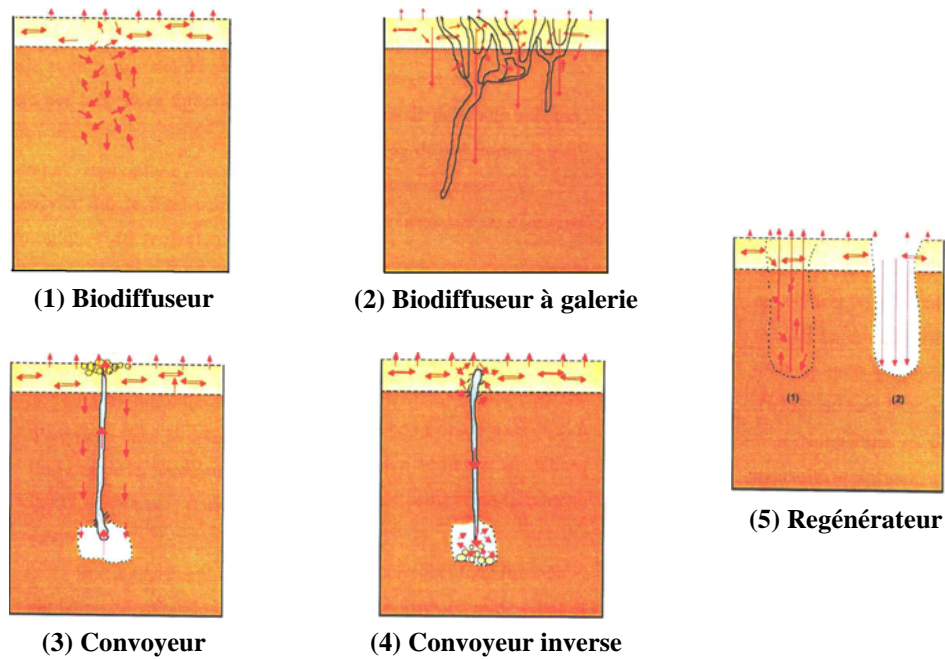 (1) Biodiffuseur
(2) Biodiffuseur à galerie
(3) Convoyeur
(4) Convoyeur inverse
(1)
(2)
(5) Regénérateur